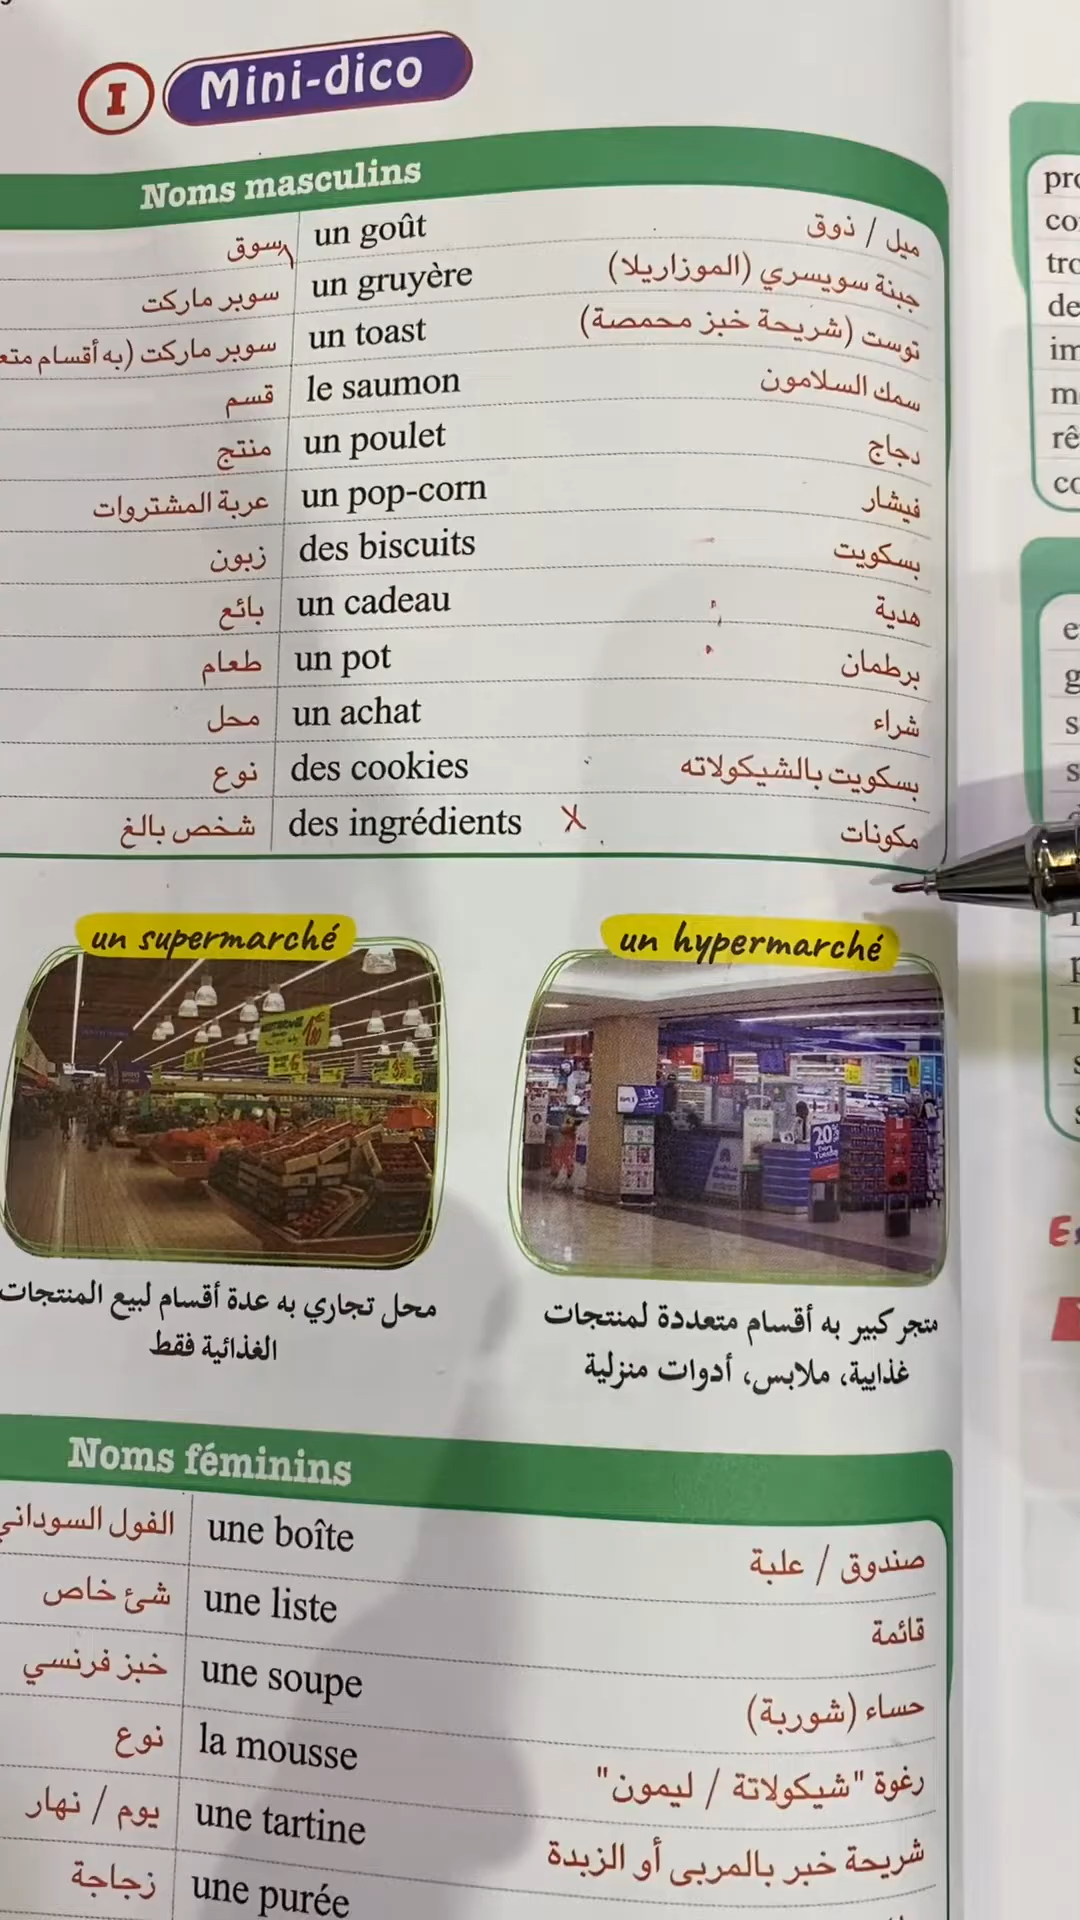 I Mini-dico
Noms masculins
سوق
un goût ميل / ذوق
سوبر ماركت
un gruyère جبنة سويسري (الموزاريلا)
سوبر ماركت (به أقسام
un toast توست (شريحة خبز محمصة)
قسم
le saumon سمك السلامون
منتج
un poulet دجاج
عربة المشتروات
un pop-corn فيشار
زبون
des biscuits بسكويت
بائع
un cadeau هدية
طعام
un pot برطمان
محل
un achat شراء
نوع
des cookies بسكويت بالشيكولاته
شخص بالغ
des ingrédients X مكونات
un supermarché
محل تجاري به عدة أقسام لبيع المنتجات
الغذائية فقط
un hypermarché
20%
متجر كبير به أقسام متعددة لمنتجات
غذايية، ملابس، أدوات منزلية
Noms féminins
الفول السوداني
une boîte صندوق / علبة
شئ خاص
une liste قائمة
خبز فرنسي
une soupe حساء (شوربة)
نوع
la mousse رغوة "شيكولاتة / ليمون"
يوم / نهار
une tartine شريحة خبر بالمربى أو الزبدة
زجاجة
une purée